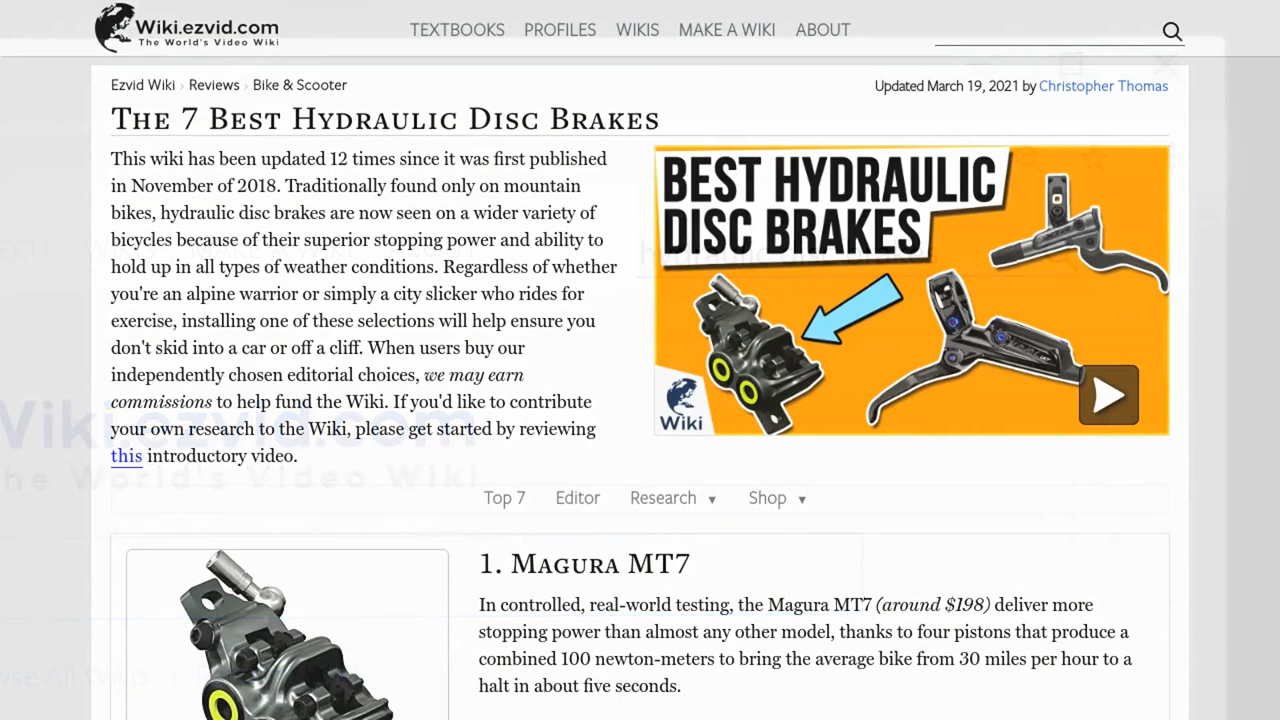 Wiki.ezvid.com
The World's Video Wiki
TEXTBOOKS PROFILES WIKIS MAKE A WIKI ABOUT
Ezvid Wiki › Reviews › Bike & Scooter
Updated March 19, 2021 by Christopher Thomas
The 7 Best Hydraulic Disc Brakes
This wiki has been updated 12 times since it was first published
in November of 2018. Traditionally found only on mountain
bikes, hydraulic disc brakes are now seen on a wider variety of
bicycles because of their superior stopping power and ability to
hold up in all types of weather conditions. Regardless of whether
you're an alpine warrior or simply a city slicker who rides for
exercise, installing one of these selections will help ensure you
don't skid into a car or off a cliff. When users buy our
independently chosen editorial choices, we may earn
commissions to help fund the Wiki. If you'd like to contribute
your own research to the Wiki, please get started by reviewing
this introductory video.
BEST HYDRAULIC
DISC BRAKES
Wiki
Top 7 Editor Research ▼ Shop ▼
1. Magura MT7
In controlled, real-world testing, the Magura MT7 (around $198) deliver more
stopping power than almost any other model, thanks to four pistons that produce a
combined 100 newton-meters to bring the average bike from 30 miles per hour to a
halt in about five seconds.